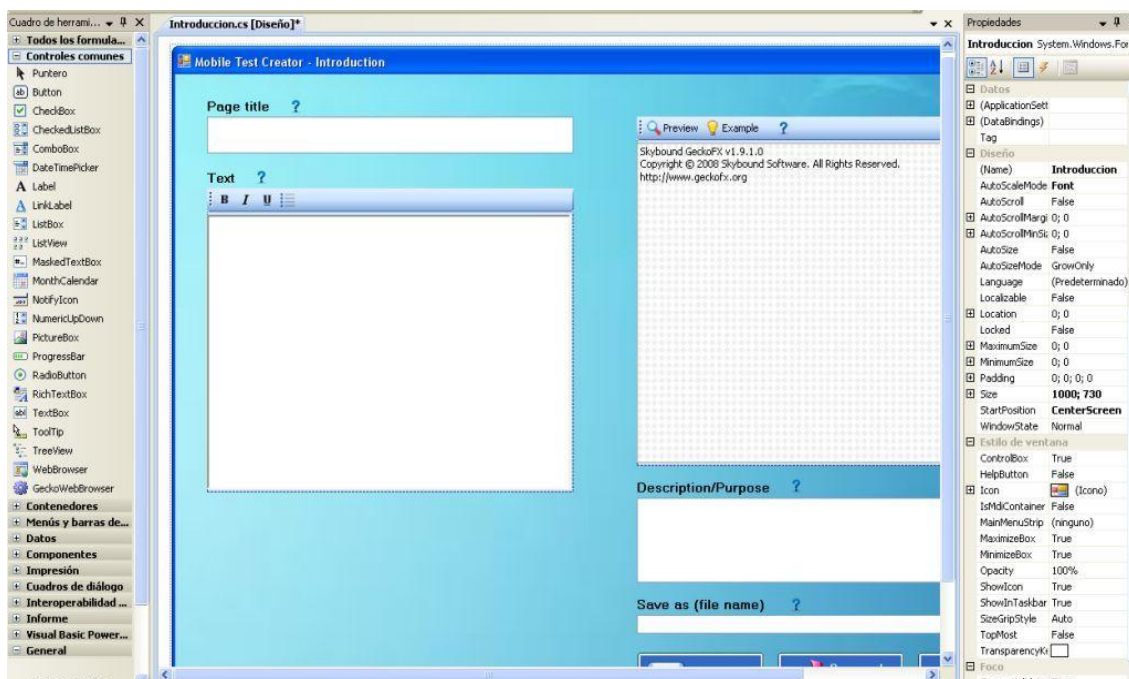 Cuadro de herrami...
Todos los formula...
Controles comunes
Puntero
Button
CheckBox
CheckedListBox
ComboBox
DateTimePicker
Label
LinkLabel
ListBox
ListView
MaskedTextBox
MonthCalendar
NotifyIcon
NumericUpDown
PictureBox
ProgressBar
RadioButton
RichTextBox
TextBox
ToolTip
TreeView
WebBrowser
GeckoWebBrowser
Contenedores
Menús y barras de...
Datos
Componentes
Impresión
Cuadros de diálogo
Interoperabilidad ...
Informe
Visual Basic Power...
General
Introduccion.cs [Diseño]*
Mobile Test Creator - Introduction
Page title ?
Text ?
B I U
Preview Example ?
Skybound GeckoFX v1.9.1.0
Copyright © 2008 Skybound Software. All Rights Reserved.
http://www.geckofx.org
Description/Purpose ?
Save as (file name) ?
Propiedades
Introduccion System.Windows.For
Datos
(ApplicationSett
(DataBindings)
Tag
Diseño
(Name) Introduccion
AutoScaleMode Font
AutoScroll False
AutoScrollMargi 0; 0
AutoScrollMinSi 0; 0
AutoSize False
AutoSizeMode GrowOnly
Language (Predeterminado)
Localizable False
Location 0; 0
Locked False
MaximumSize 0; 0
MinimumSize 0; 0
Padding 0; 0; 0; 0
Size 1000; 730
StartPosition CenterScreen
WindowState Normal
Estilo de ventana
ControlBox True
HelpButton False
Icon (Icono)
IsMdiContainer False
MainMenuStrip (ninguno)
MaximizeBox True
MinimizeBox True
Opacity 100%
ShowIcon True
ShowInTaskbar True
SizeGripStyle Auto
TopMost False
TransparencyKe
Foco